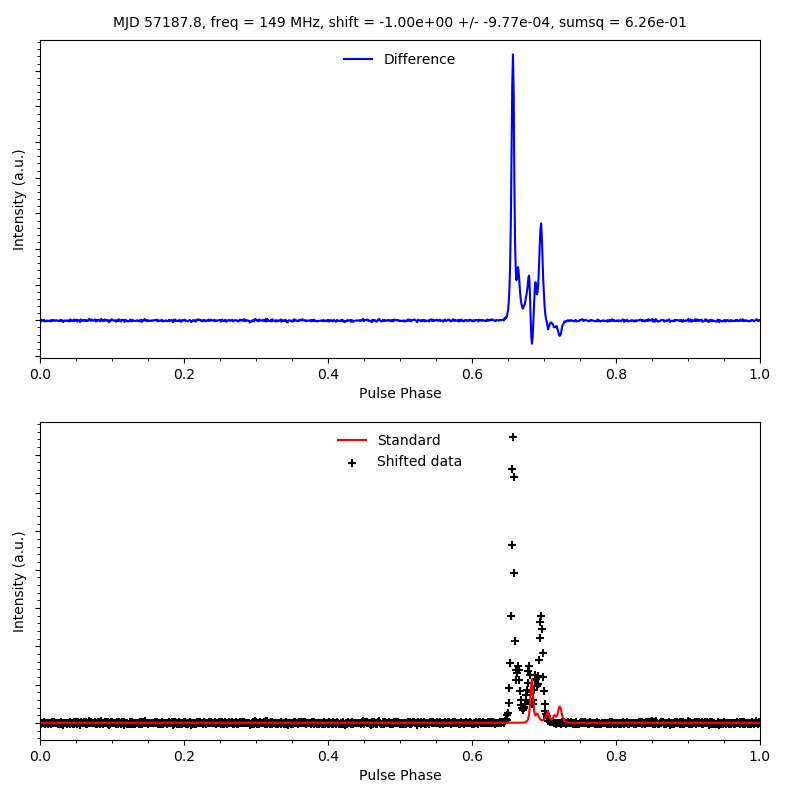 MJD 57187.8, freq = 149 MHz, shift = -1.00e+00 +/- -9.77e-04, sumsq = 6.26e-01
Difference
Intensity (a.u.)
0.0 0.2 0.4 0.6 0.8 1.0
Pulse Phase
Standard
Shifted data
Intensity (a.u.)
0.0 0.2 0.4 0.6 0.8 1.0
Pulse Phase